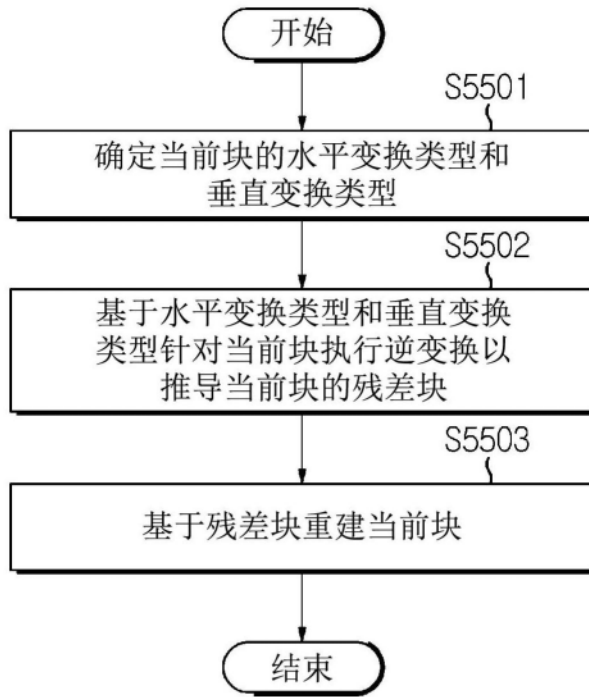 开始
S5501
确定当前块的水平变换类型和
垂直变换类型
S5502
基于水平变换类型和垂直变换
类型针对当前块执行逆变换以
推导当前块的残差块
S5503
基于残差块重建当前块
结束